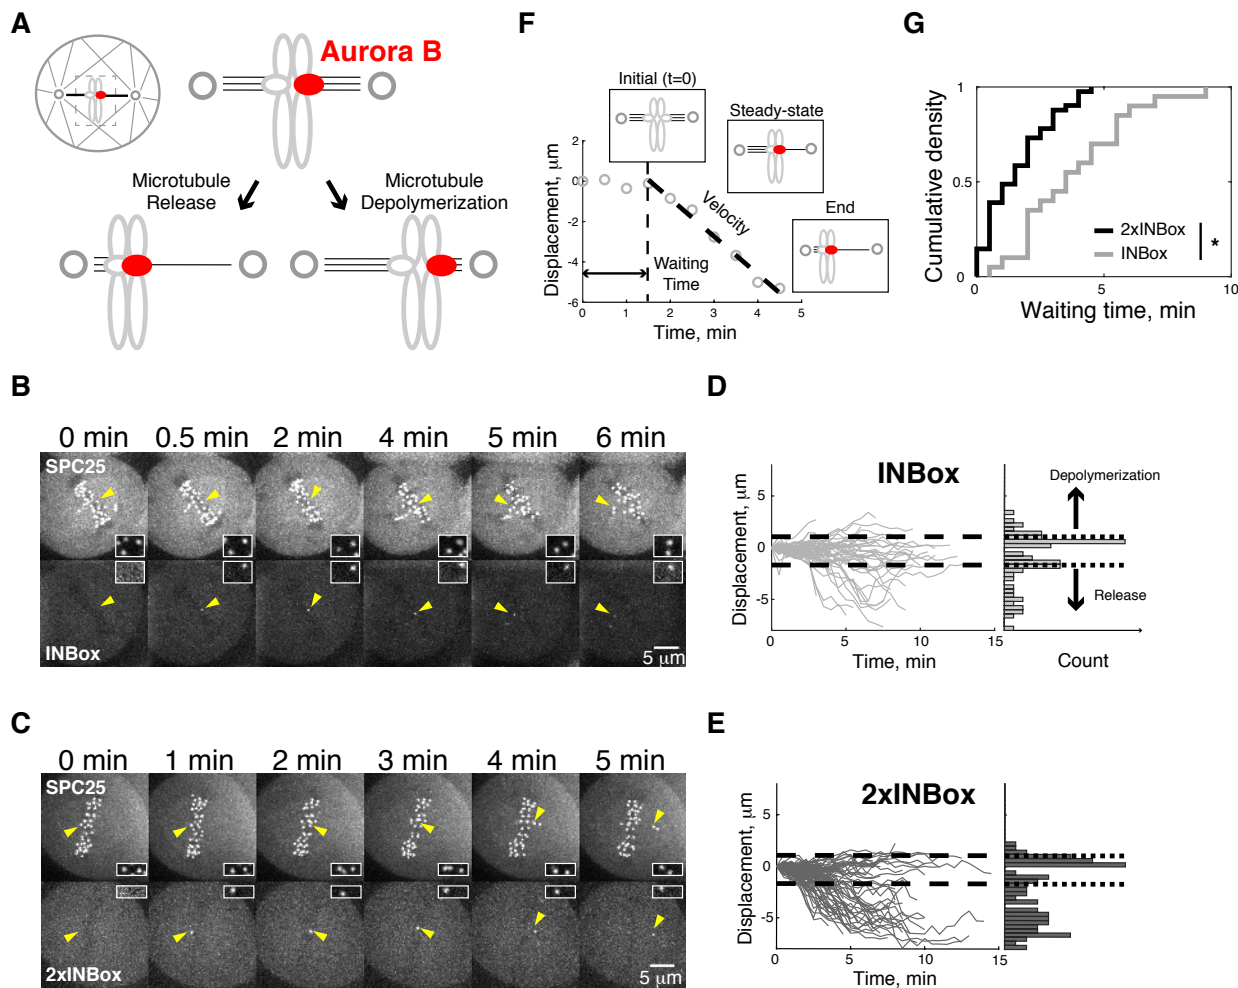 A
Aurora B
Microtubule
Release
Microtubule
Depolymerization
F
Initial (t=0)
Steady-state
End
Velocity
Waiting
Time
Displacement, μm
2
0
-2
-4
-6
0 1 2 3 4 5
Time, min
G
Cumulative density
1
0.5
0
2xINBox
INBox
*
0 5 10
Waiting time, min
B
0 min 0.5 min 2 min 4 min 5 min 6 min
SPC25
INBox
5 μm
D
INBox
Displacement, μm
5
0
-5
0 5 10 15
Time, min
Depolymerization
Release
Count
C
0 min 1 min 2 min 3 min 4 min 5 min
SPC25
2xINBox
5 μm
E
2xINBox
Displacement, μm
5
0
-5
0 5 10 15
Time, min